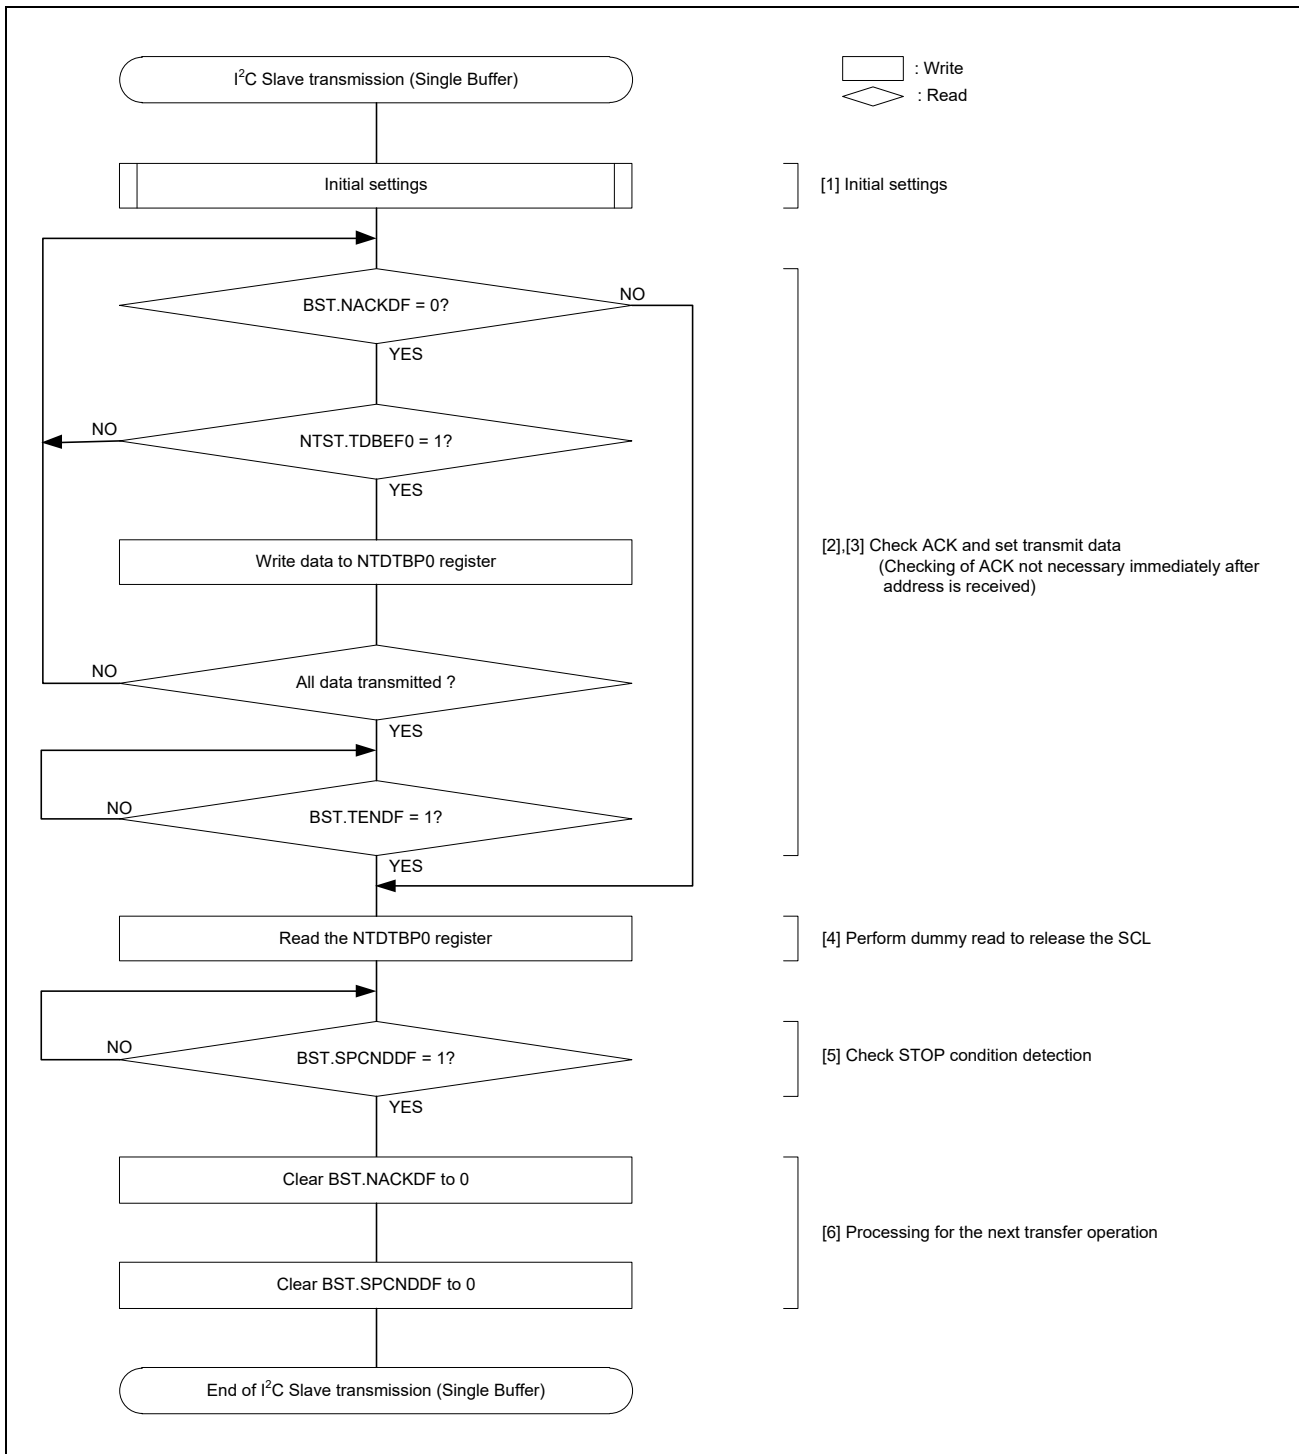 I²C Slave transmission (Single Buffer)
: Write
: Read
Initial settings
[1] Initial settings
BST.NACKDF = 0?
NO
YES
NO
NTST.TDBEF0 = 1?
YES
Write data to NTDTBP0 register
[2],[3] Check ACK and set transmit data
(Checking of ACK not necessary immediately after
address is received)
NO
All data transmitted ?
YES
NO
BST.TENDF = 1?
YES
Read the NTDTBP0 register
[4] Perform dummy read to release the SCL
NO
BST.SPCNDDF = 1?
[5] Check STOP condition detection
YES
Clear BST.NACKDF to 0
[6] Processing for the next transfer operation
Clear BST.SPCNDDF to 0
End of I²C Slave transmission (Single Buffer)